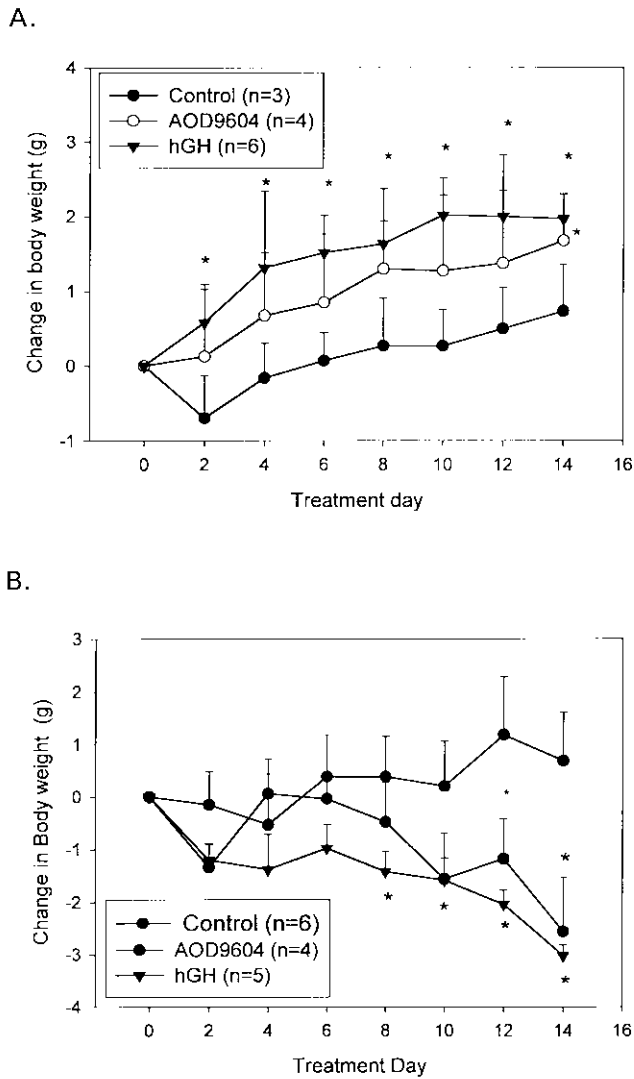 A.
4
3
2
1
0
-1
Change in body weight (g)
Control (n=3)
AOD9604 (n=4)
hGH (n=6)
* * * * * * * *
0 2 4 6 8 10 12 14 16
Treatment day
B.
3
2
1
0
-1
-2
-3
-4
Change in Body weight (g)
* * * * * *
Control (n=6)
AOD9604 (n=4)
hGH (n=5)
0 2 4 6 8 10 12 14 16
Treatment Day